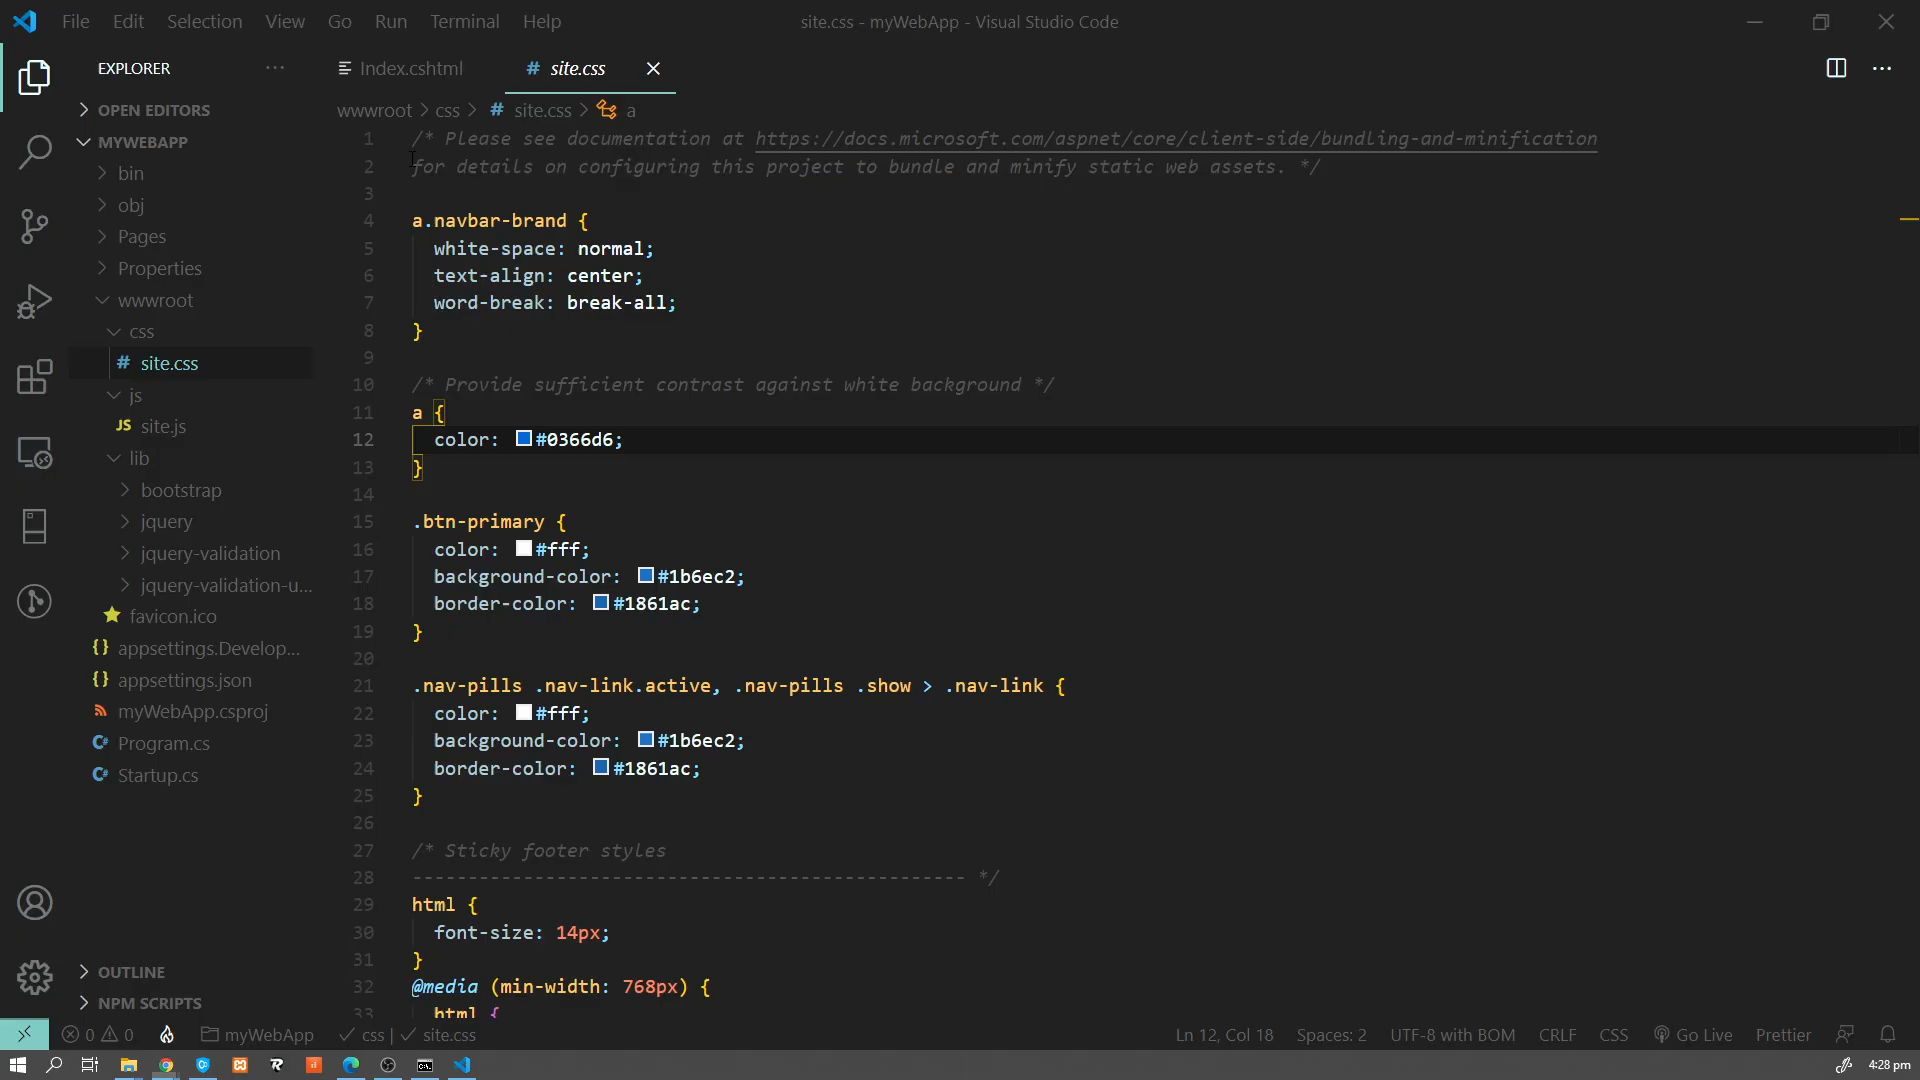 File Edit Selection View Go Run Terminal Help
site.css - myWebApp - Visual Studio Code
EXPLORER
OPEN EDITORS
MYWEBAPP
bin
obj
Pages
Properties
wwwroot
css
# site.css
js
JS site.js
lib
bootstrap
jquery
jquery-validation
jquery-validation-u...
favicon.ico
{} appsettings.Develop...
{} appsettings.json
myWebApp.csproj
C# Program.cs
C# Startup.cs
OUTLINE
NPM SCRIPTS
Index.cshtml # site.css
wwwroot > css > # site.css > a
1 /* Please see documentation at https://docs.microsoft.com/aspnet/core/client-side/bundling-and-minification
2 for details on configuring this project to bundle and minify static web assets. */
3
4 a.navbar-brand {
5 white-space: normal;
6 text-align: center;
7 word-break: break-all;
8 }
9
10 /* Provide sufficient contrast against white background */
11 a {
12 color: #0366d6;
13 }
14
15 .btn-primary {
16 color: #fff;
17 background-color: #1b6ec2;
18 border-color: #1861ac;
19 }
20
21 .nav-pills .nav-link.active, .nav-pills .show > .nav-link {
22 color: #fff;
23 background-color: #1b6ec2;
24 border-color: #1861ac;
25 }
26
27 /* Sticky footer styles
28 -------------------------------------------------- */
29 html {
30 font-size: 14px;
31 }
32 @media (min-width: 768px) {
33 html {
0 0 myWebApp css | site.css Ln 12, Col 18 Spaces: 2 UTF-8 with BOM CRLF CSS Go Live Prettier
4:28 pm